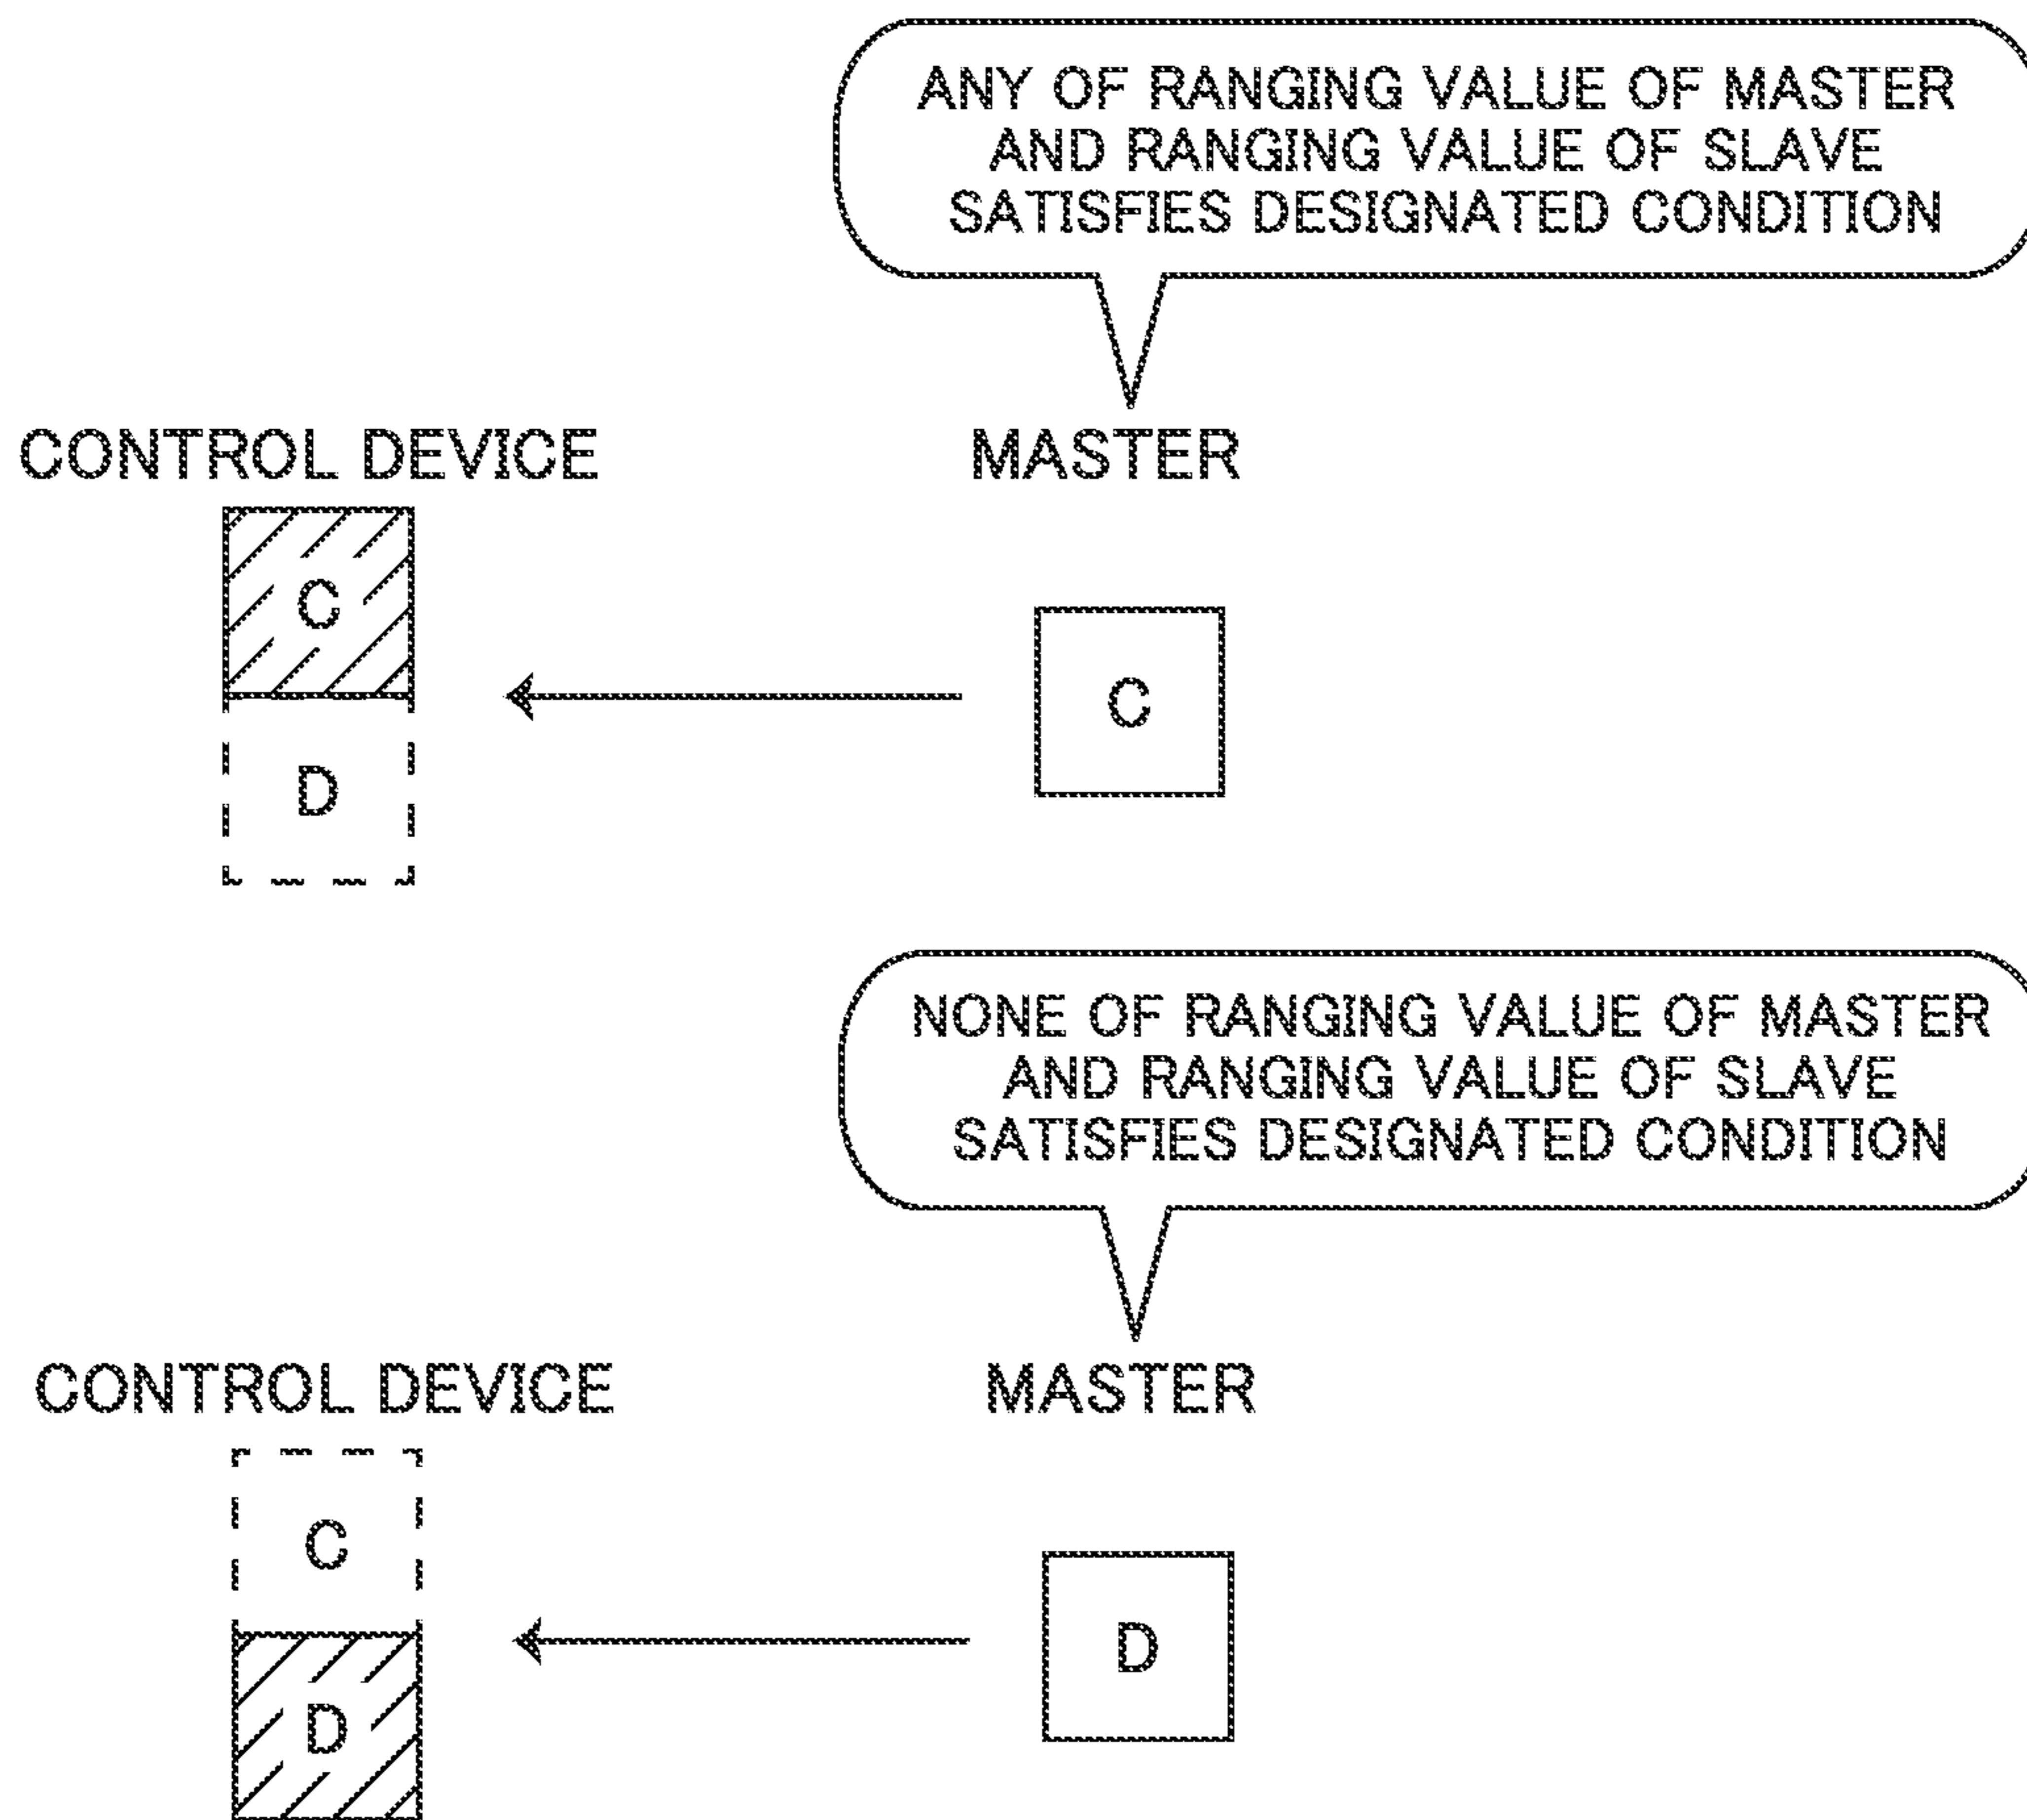 ANY OF RANGING VALUE OF MASTER
AND RANGING VALUE OF SLAVE
SATISFIES DESIGNATED CONDITION
CONTROL DEVICE
MASTER
C
C
D
NONE OF RANGING VALUE OF MASTER
AND RANGING VALUE OF SLAVE
SATISFIES DESIGNATED CONDITION
CONTROL DEVICE
MASTER
C
D
D